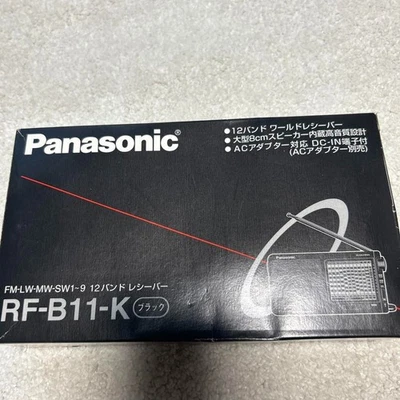 Panasonic®
●12バンド ワールドレシーバー
●大型8cmスピーカー内蔵高音質設計
●ACアダプター対応 DC-IN端子付
(ACアダプター別売)
Panasonic
FM-LW-MW-SW1~9 12バンド レシーバー
RF-B11-K ブラック